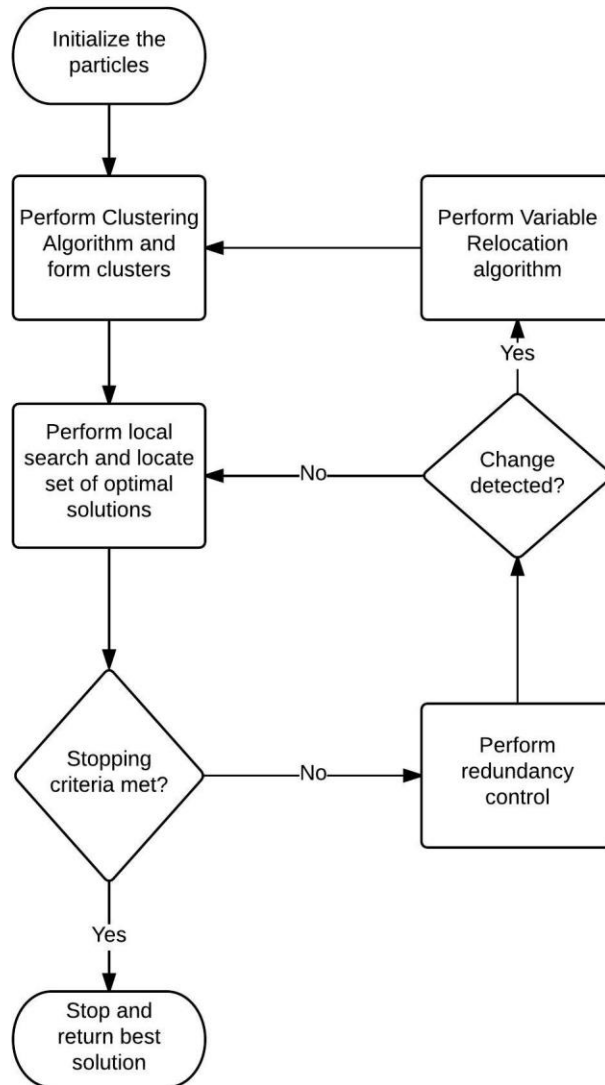 Initialize the
particles
Perform Clustering
Algorithm and
form clusters
Perform Variable
Relocation
algorithm
Yes
Perform local
search and locate
set of optimal
solutions
No
Change
detected?
Stopping
criteria met?
No
Perform
redundancy
control
Yes
Stop and
return best
solution